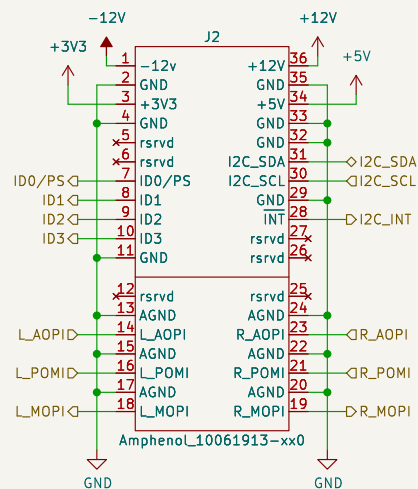 -12V
+12V
J2
+3V3
+5V
1 -12v +12V 36
2 GND GND 35
3 +3V3 +5V 34
4 GND GND 33
5 rsrvd GND 32
6 rsrvd I2C_SDA 31 I2C_SDA
ID0/PS 7 ID0/PS I2C_SCL 30 I2C_SCL
ID1 8 ID1 GND 29
ID2 9 ID2 INT 28 I2C_INT
ID3 10 ID3 rsrvd 27
11 GND rsrvd 26
12 rsrvd rsrvd 25
13 AGND AGND 24
L_AOPI 14 L_AOPI R_AOPI 23 R_AOPI
15 AGND AGND 22
L_POMI 16 L_POMI R_POMI 21 R_POMI
17 AGND AGND 20
L_MOPI 18 L_MOPI R_MOPI 19 R_MOPI
Amphenol_10061913-xx0
GND GND